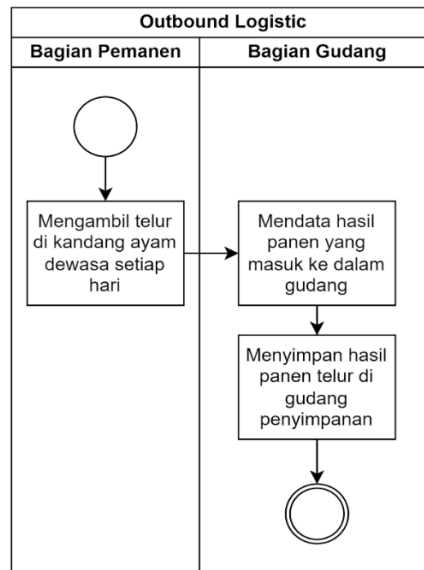 Outbound Logistic
Bagian Pemanen
Bagian Gudang
Mengambil telur
di kandang ayam
dewasa setiap
hari
Mendata hasil
panen yang
masuk ke dalam
gudang
Menyimpan hasil
panen telur di
gudang
penyimpanan